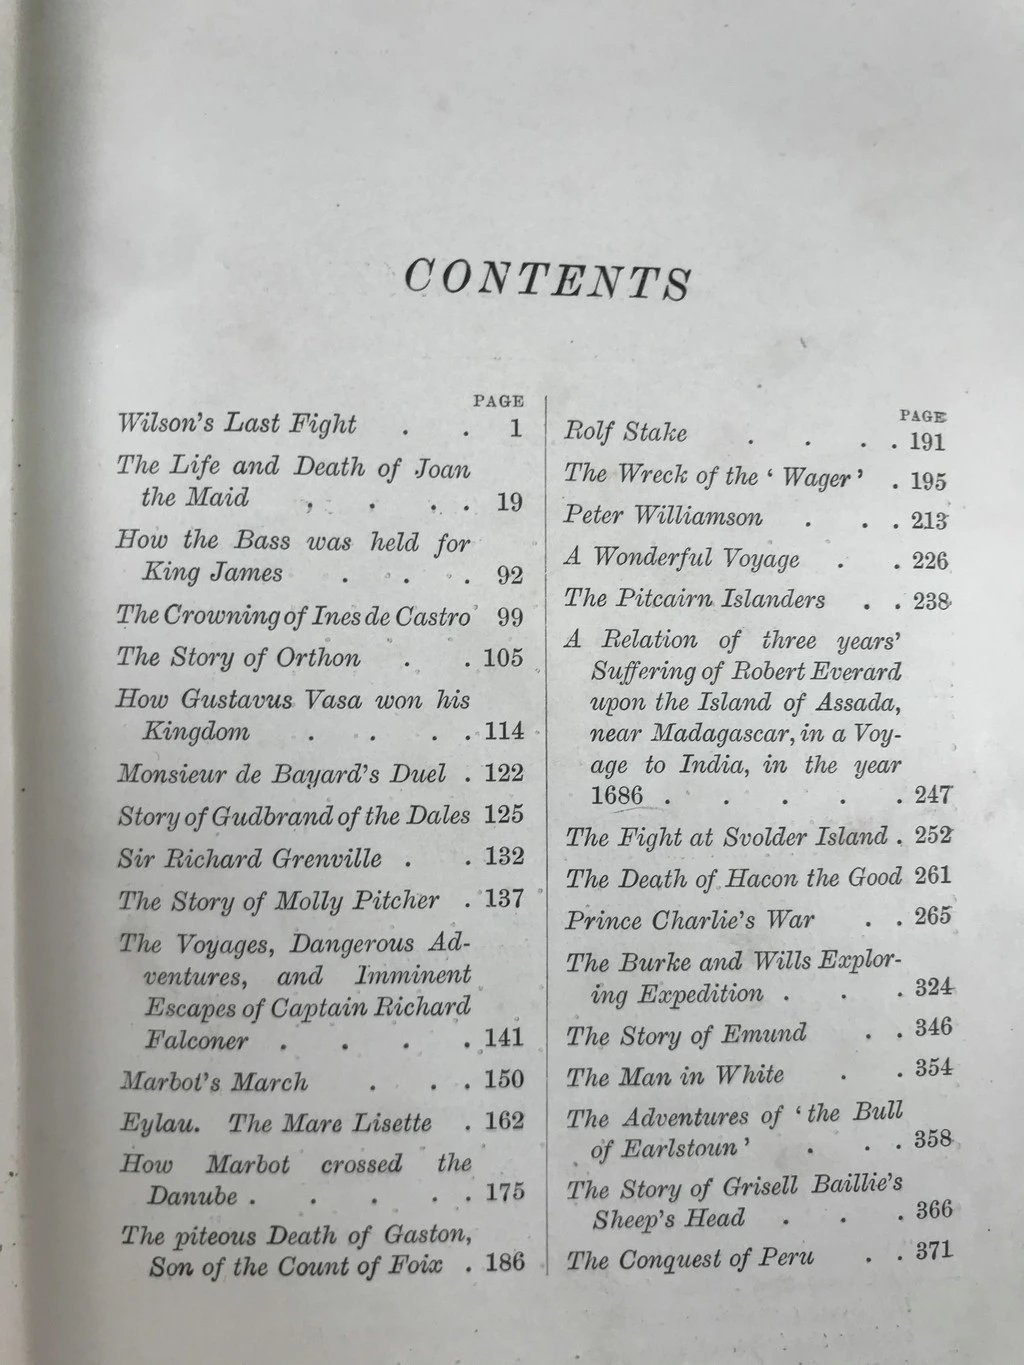 CONTENTS
PAGE
Wilson's Last Fight . . 1
The Life and Death of Joan
the Maid . . . . 19
How the Bass was held for
King James . . . 92
The Crowning of Ines de Castro 99
The Story of Orthon . . 105
How Gustavus Vasa won his
Kingdom . . . . 114
Monsieur de Bayard's Duel . 122
Story of Gudbrand of the Dales 125
Sir Richard Grenville . . 132
The Story of Molly Pitcher . 137
The Voyages, Dangerous Ad-
ventures, and Imminent
Escapes of Captain Richard
Falconer . . . . 141
Marbot's March . . . 150
Eylau. The Mare Lisette . 162
How Marbot crossed the
Danube . . . . . 175
The piteous Death of Gaston,
Son of the Count of Foix . 186
PAGE
Rolf Stake . . . . 191
The Wreck of the ' Wager ' . 195
Peter Williamson . . . 213
A Wonderful Voyage . . 226
The Pitcairn Islanders . . 238
A Relation of three years'
Suffering of Robert Everard
upon the Island of Assada,
near Madagascar, in a Voy-
age to India, in the year
1686 . . . . . 247
The Fight at Svolder Island . 252
The Death of Hacon the Good 261
Prince Charlie's War . . 265
The Burke and Wills Explor-
ing Expedition . . . 324
The Story of Emund . . 346
The Man in White . . 354
The Adventures of ' the Bull
of Earlstoun ' . . . 358
The Story of Grisell Baillie's
Sheep's Head . . . 366
The Conquest of Peru . . 371